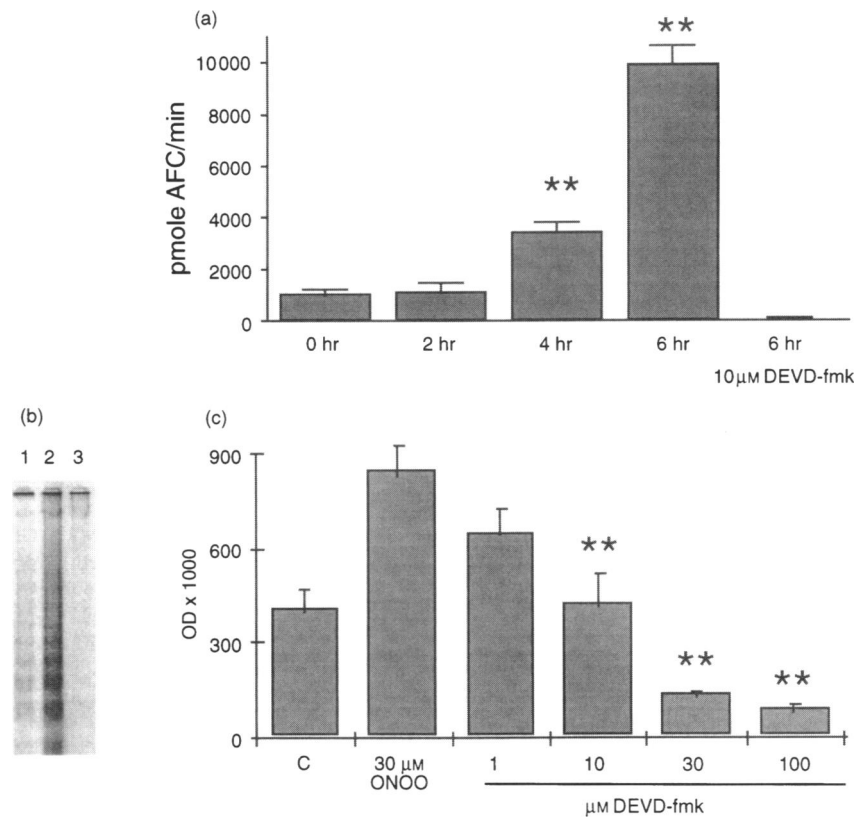 (a)
pmole AFC/min
10000
8000
6000
4000
2000
0
**
**
0 hr 2 hr 4 hr 6 hr 6 hr
10μM DEVD-fmk
(b)
1 2 3
(c)
OD x 1000
900
600
300
0
**
**
**
C 30 μM 1 10 30 100
ONOO
μM DEVD-fmk